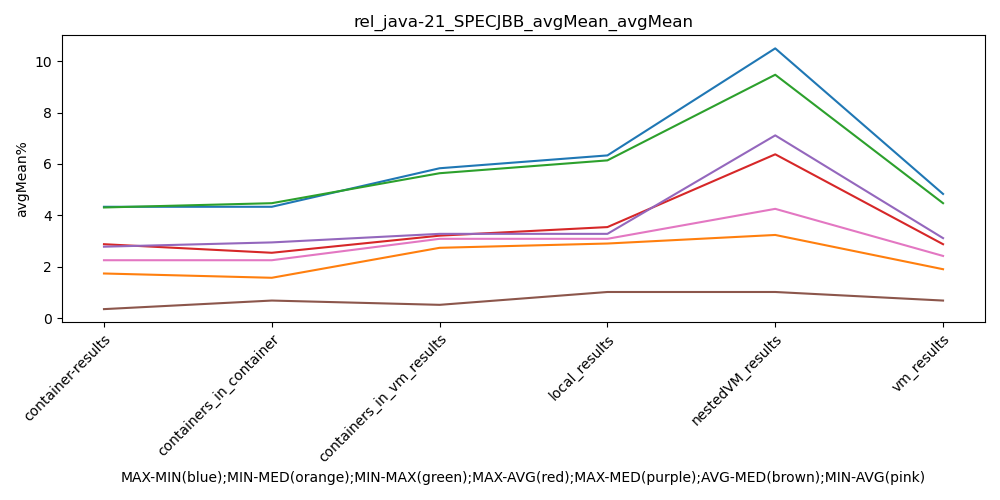 rel_java-21_SPECJBB_avgMean_avgMean
avgMean%
10
8
6
4
2
0
container-results
containers_in_container
containers_in_vm_results
local_results
nestedVM_results
vm_results
MAX-MIN(blue);MIN-MED(orange);MIN-MAX(green);MAX-AVG(red);MAX-MED(purple);AVG-MED(brown);MIN-AVG(pink)